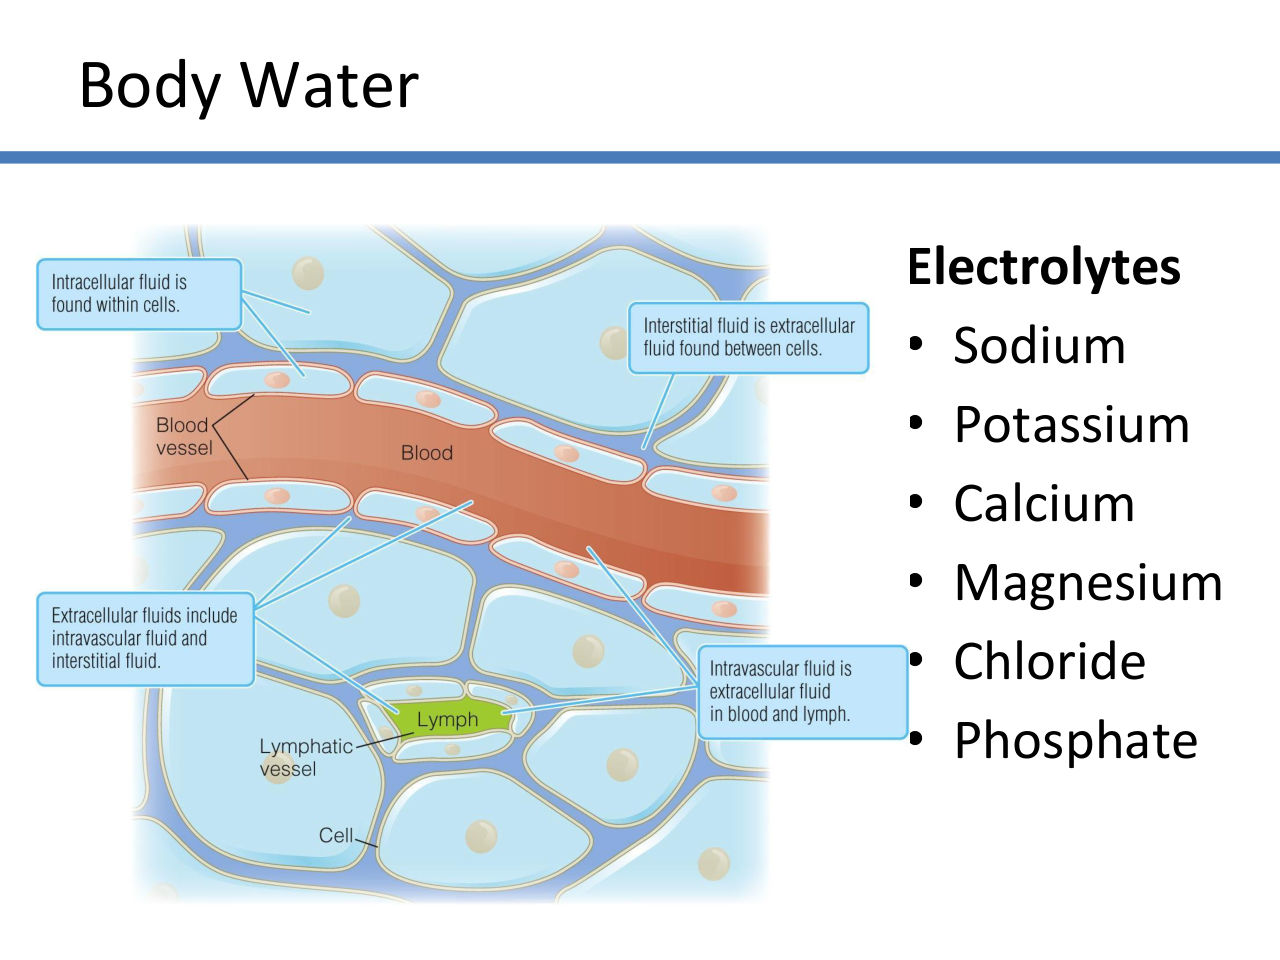 Body Water
Intracellular fluid is
found within cells.
Interstitial fluid is extracellular
fluid found between cells.
Blood
vessel
Blood
Extracellular fluids include
intravascular fluid and
interstitial fluid.
Intravascular fluid is
extracellular fluid
in blood and lymph.
Lymph
Lymphatic
vessel
Cell
Electrolytes
• Sodium
• Potassium
• Calcium
• Magnesium
• Chloride
• Phosphate